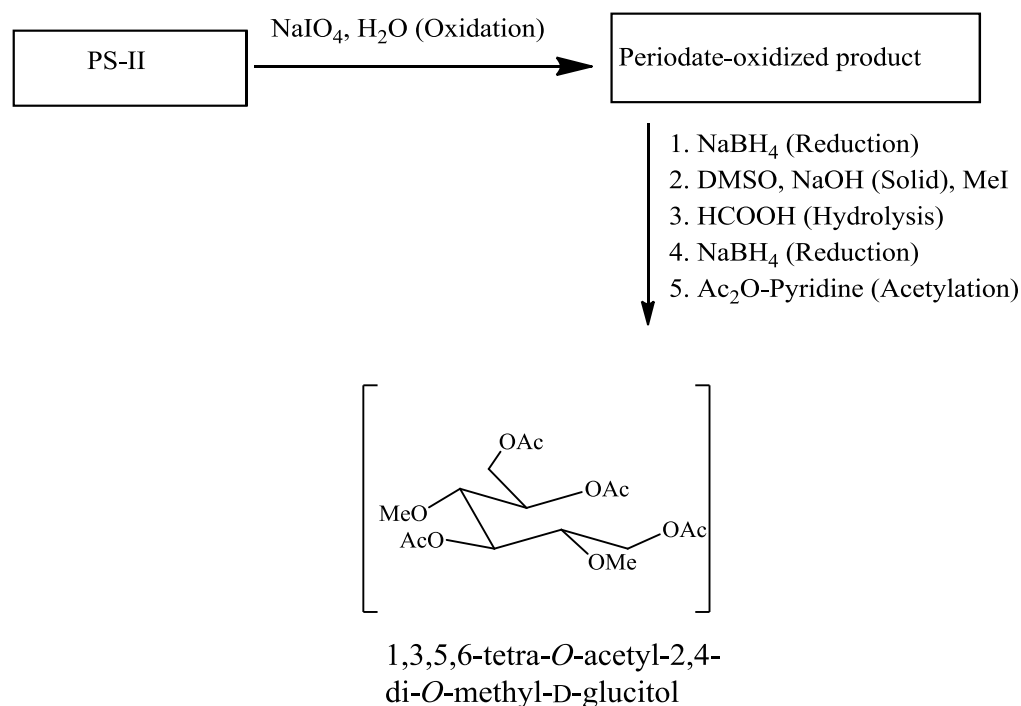 NaIO4, H2O (Oxidation)
PS-II
Periodate-oxidized product
1. NaBH4 (Reduction)
2. DMSO, NaOH (Solid), MeI
3. HCOOH (Hydrolysis)
4. NaBH4 (Reduction)
5. Ac2O-Pyridine (Acetylation)
OAc
OAc
MeO
OAc
AcO
OMe
1,3,5,6-tetra-O-acetyl-2,4-
di-O-methyl-D-glucitol